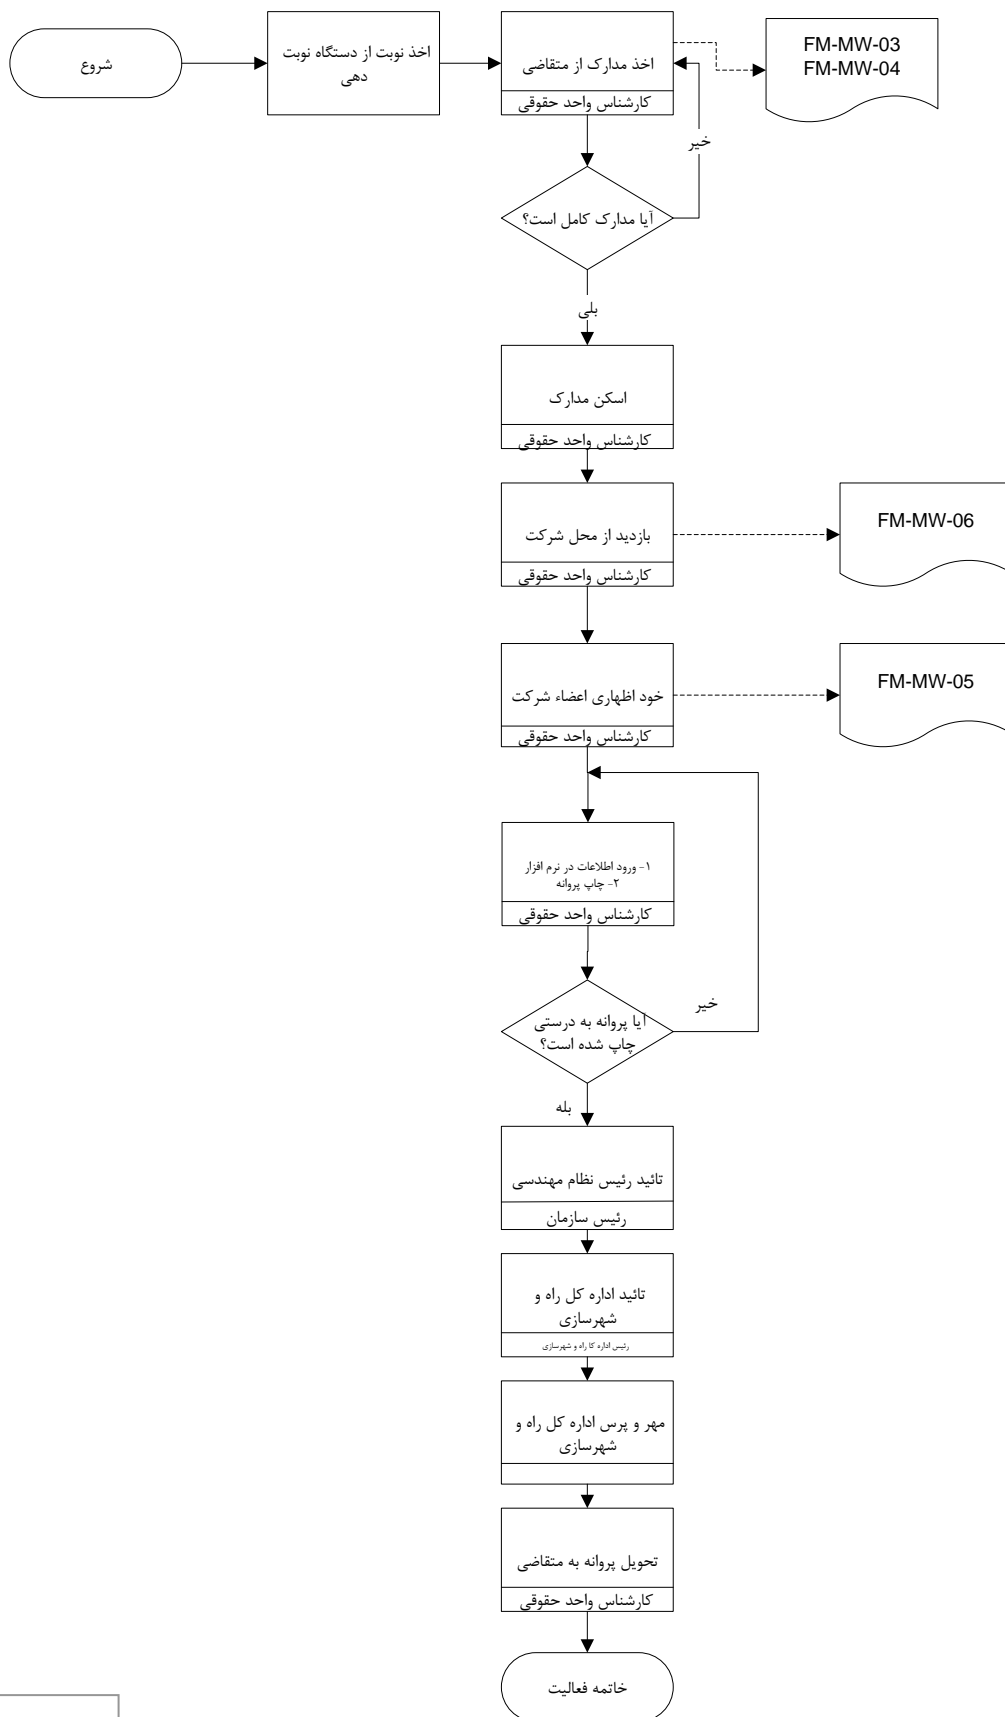 شروع
اخذ نوبت از دستگاه نوبت
دهی
اخذ مدارک از متقاضی
کارشناس واحد حقوقی
FM-MW-03
FM-MW-04
خیر
آیا مدارک کامل است؟
بلی
اسکن مدارک
کارشناس واحد حقوقی
بازدید از محل شرکت
کارشناس واحد حقوقی
FM-MW-06
خود اظهاری اعضاء شرکت
کارشناس واحد حقوقی
FM-MW-05
۱- ورود اطلاعات در نرم افزار
۲- چاپ پروانه
کارشناس واحد حقوقی
آیا پروانه به درستی
چاپ شده است؟
خیر
بله
تائید رئیس نظام مهندسی
رئیس سازمان
تائید اداره کل راه و
شهرسازی
رئیس اداره کا راه و شهرسازی
مهر و پرس اداره کل راه و
شهرسازی
تحویل پروانه به متقاضی
کارشناس واحد حقوقی
خاتمه فعالیت